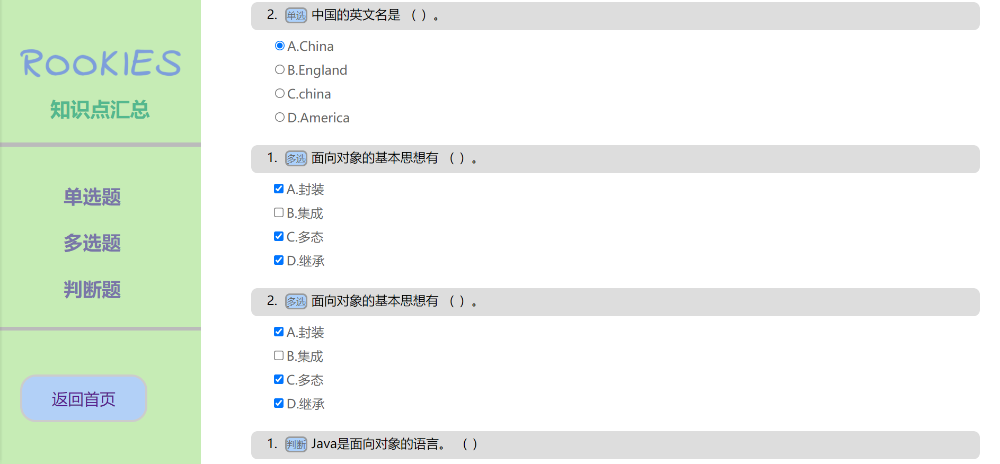 ROOKIES
知识点汇总
单选题
多选题
判断题
返回首页
2. 单选 中国的英文名是 （ ）。
A.China
B.England
C.china
D.America
1. 多选 面向对象的基本思想有 （ ）。
A.封装
B.集成
C.多态
D.继承
2. 多选 面向对象的基本思想有 （ ）。
A.封装
B.集成
C.多态
D.继承
1. 判断 Java是面向对象的语言。 （ ）